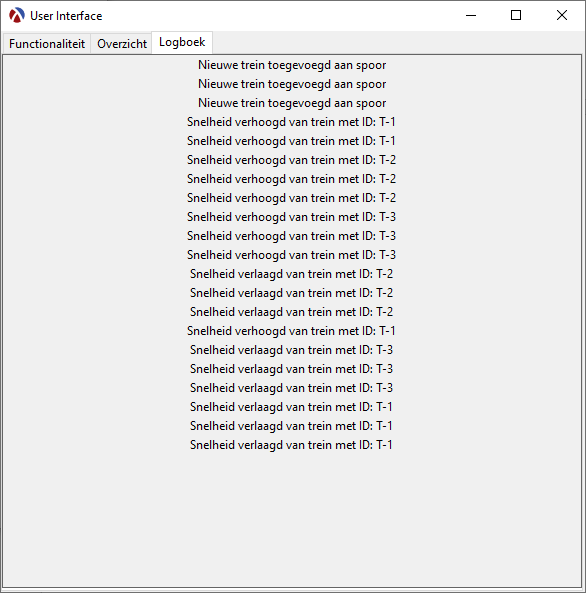 User Interface
Functionaliteit Overzicht Logboek
Nieuwe trein toegevoegd aan spoor
Nieuwe trein toegevoegd aan spoor
Nieuwe trein toegevoegd aan spoor
Snelheid verhoogd van trein met ID: T-1
Snelheid verhoogd van trein met ID: T-1
Snelheid verhoogd van trein met ID: T-2
Snelheid verhoogd van trein met ID: T-2
Snelheid verhoogd van trein met ID: T-2
Snelheid verhoogd van trein met ID: T-3
Snelheid verhoogd van trein met ID: T-3
Snelheid verhoogd van trein met ID: T-3
Snelheid verlaagd van trein met ID: T-2
Snelheid verlaagd van trein met ID: T-2
Snelheid verlaagd van trein met ID: T-2
Snelheid verhoogd van trein met ID: T-1
Snelheid verlaagd van trein met ID: T-3
Snelheid verlaagd van trein met ID: T-3
Snelheid verlaagd van trein met ID: T-3
Snelheid verlaagd van trein met ID: T-1
Snelheid verlaagd van trein met ID: T-1
Snelheid verlaagd van trein met ID: T-1